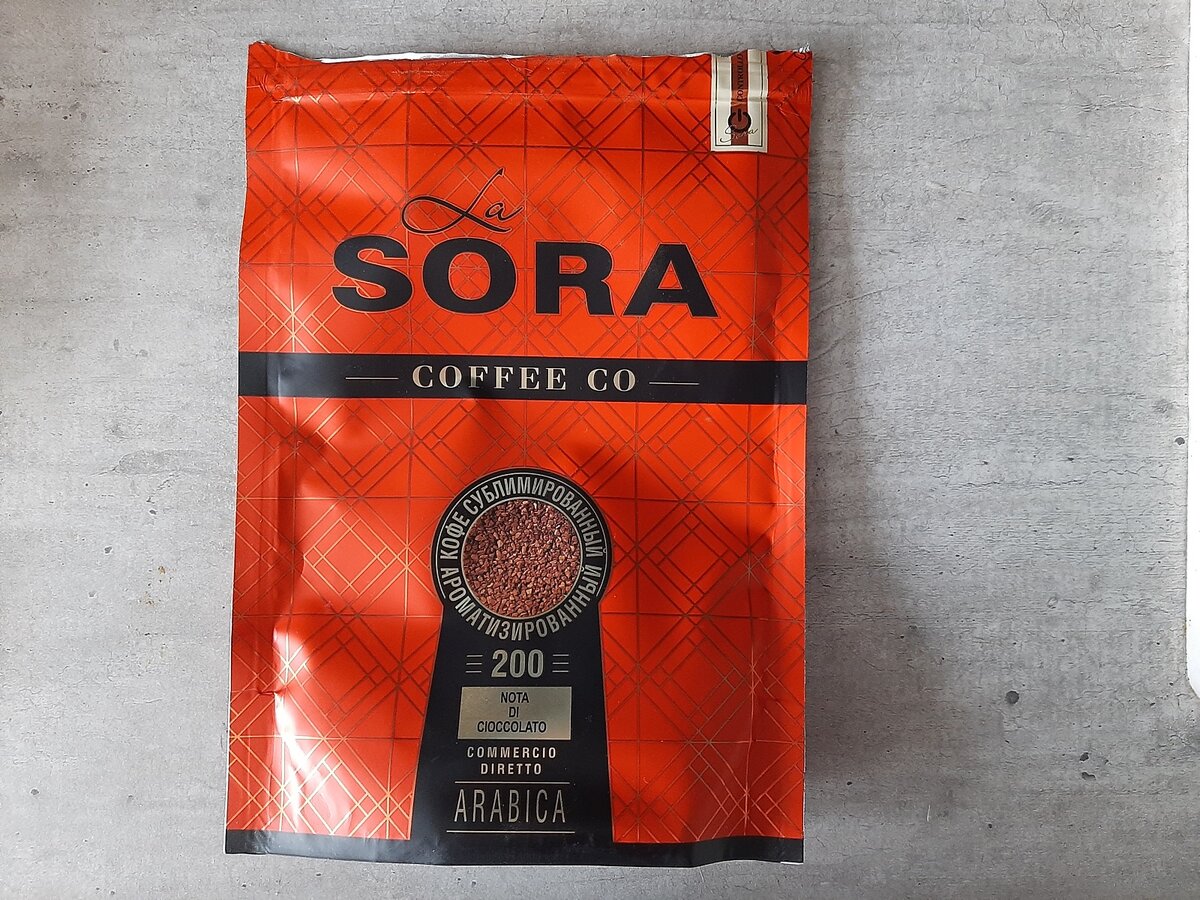 La
SORA
COFFEE CO
КОФЕ СУБЛИМИРОВАННЫЙ
АРОМАТИЗИРОВАННЫЙ
200
NOTA
DI
CIOCCOLATO
COMMERCIO
DIRETTO
ARABICA